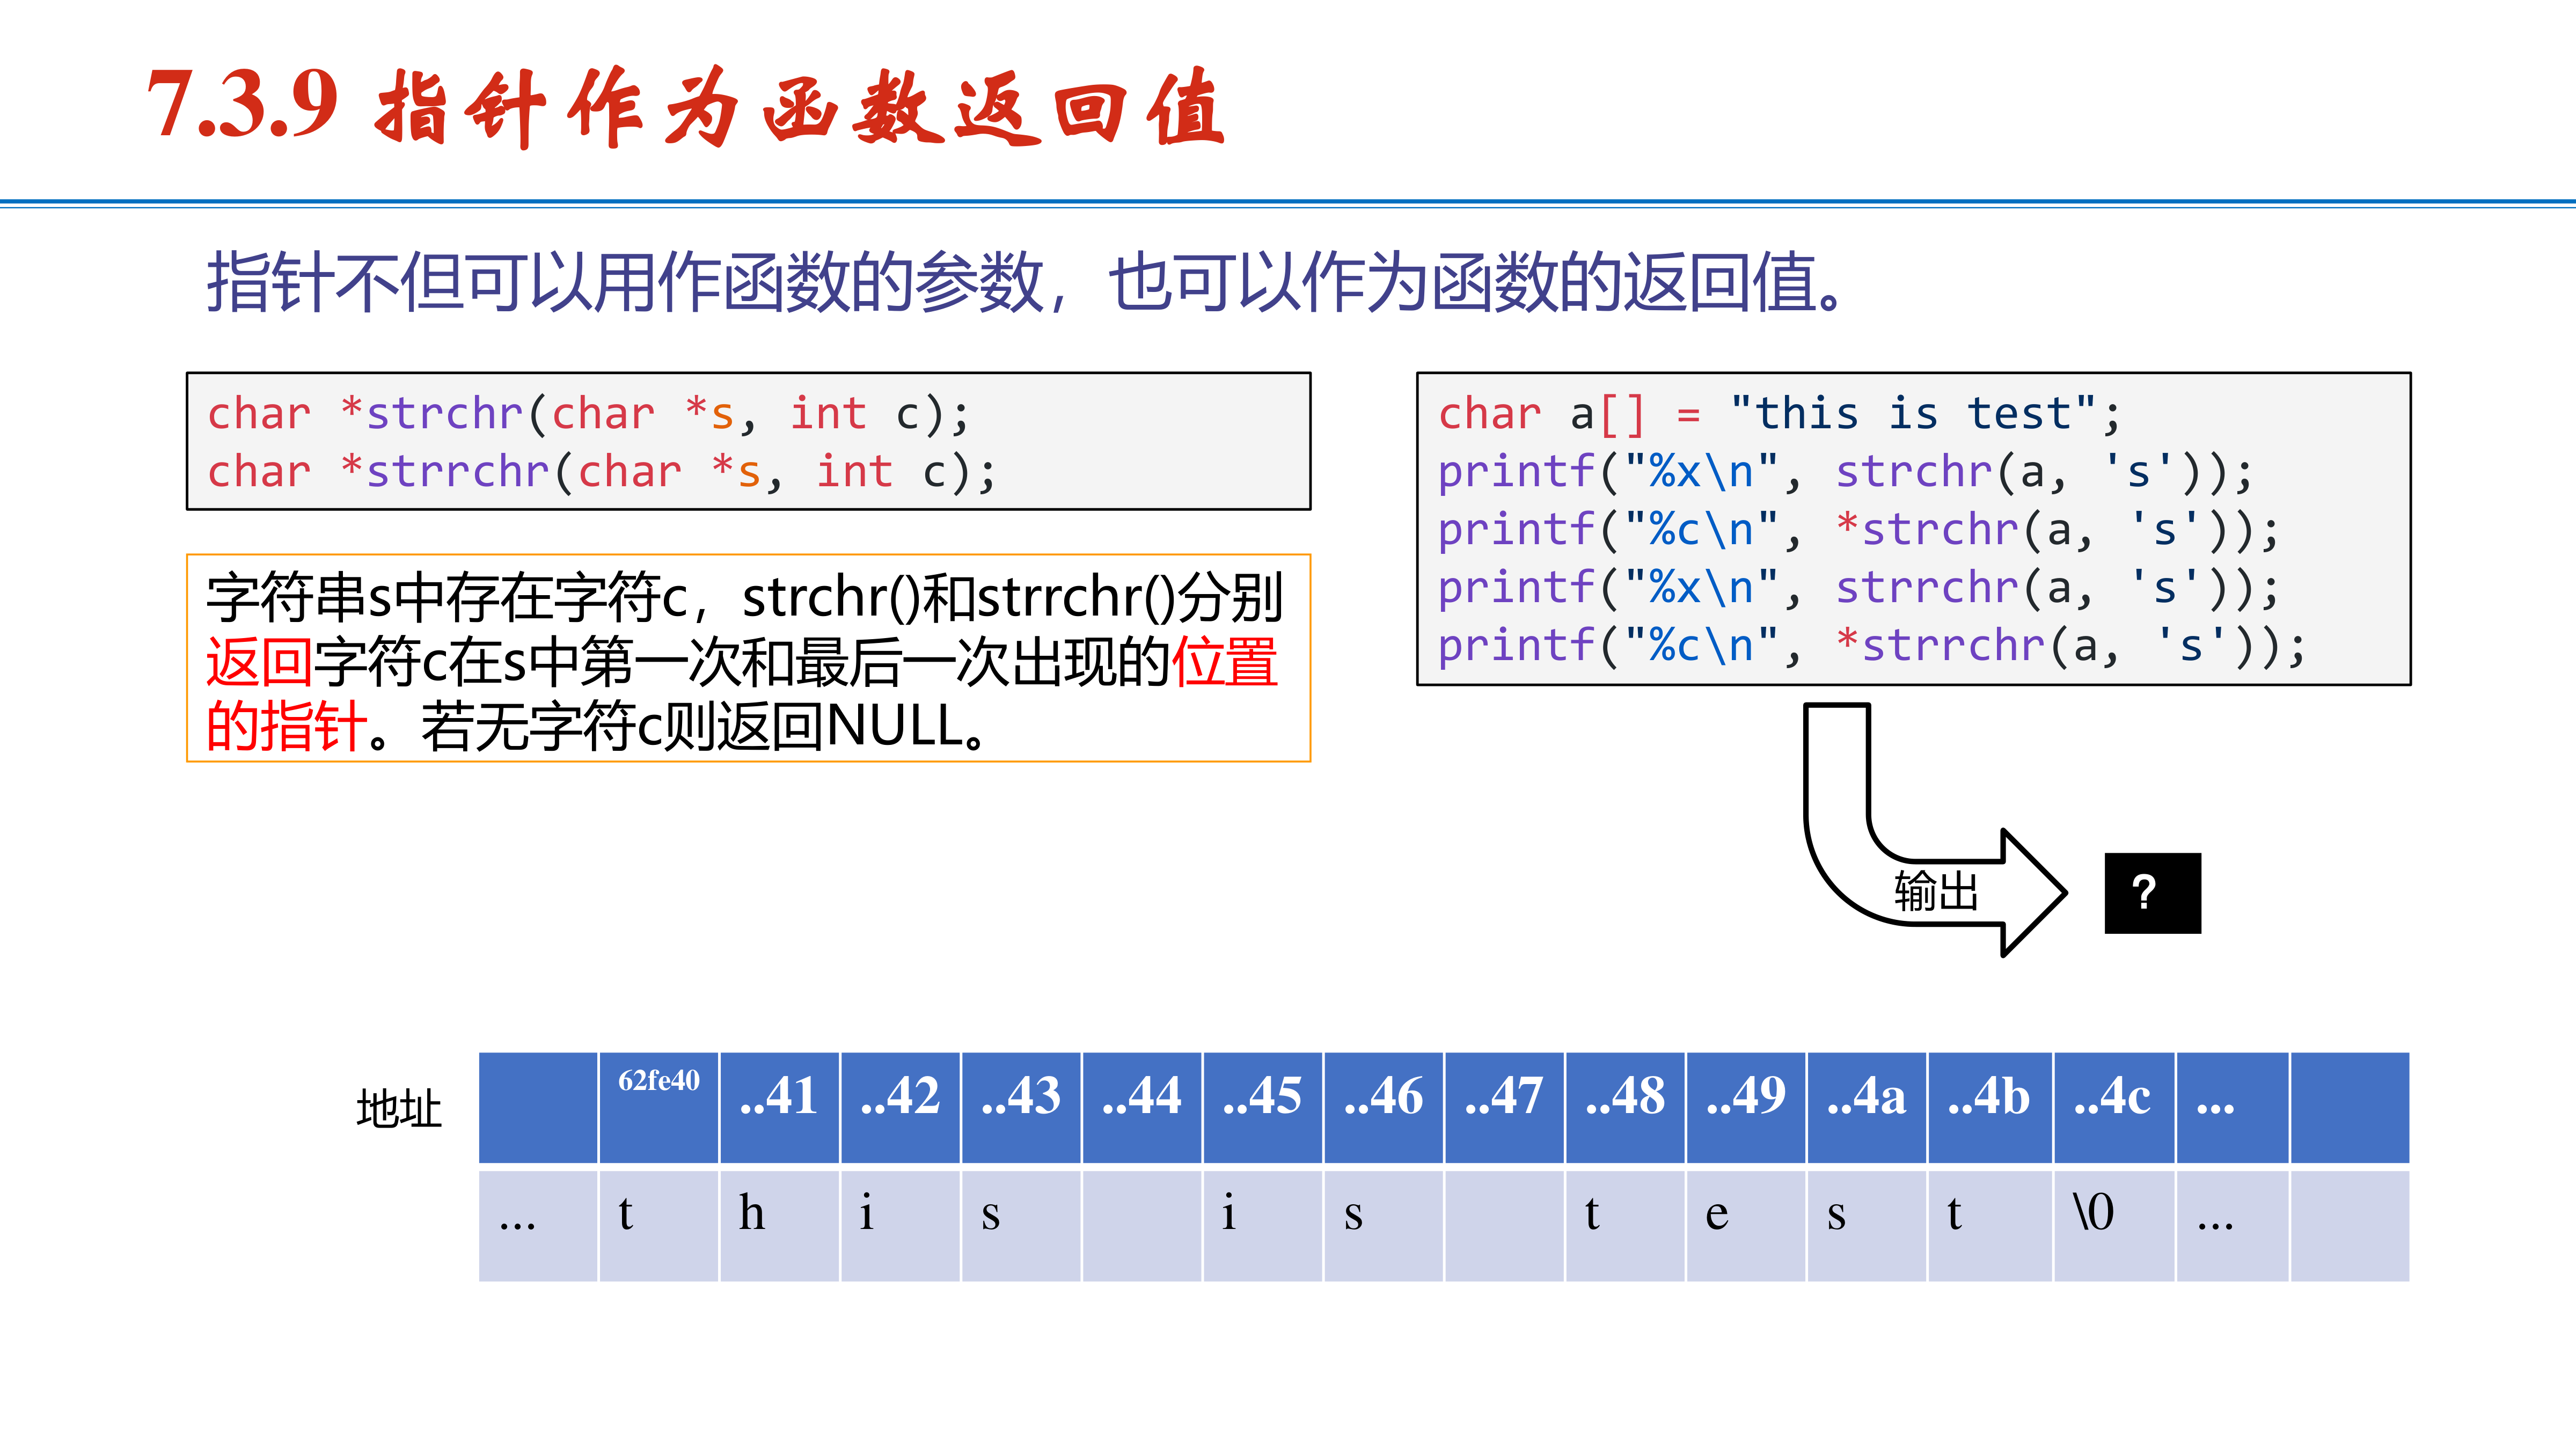 7.3.9 指针作为函数返回值
指针不但可以用作函数的参数，也可以作为函数的返回值。
char *strchr(char *s, int c);
char *strrchr(char *s, int c);
字符串s中存在字符c，strchr()和strrchr()分别
返回字符c在s中第一次和最后一次出现的位置
的指针。若无字符c则返回NULL。
char a[] = "this is test";
printf("%x\n", strchr(a, 's'));
printf("%c\n", *strchr(a, 's'));
printf("%x\n", strrchr(a, 's'));
printf("%c\n", *strrchr(a, 's'));
输出
?
地址
62fe40 ..41 ..42 ..43 ..44 ..45 ..46 ..47 ..48 ..49 ..4a ..4b ..4c ...
... t h i s i s t e s t \0 ...